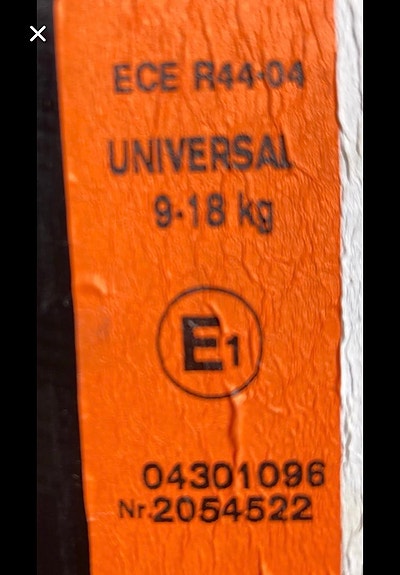 ECE R44-04
UNIVERSAL
9-18 kg
E1
04301096
Nr.2054522